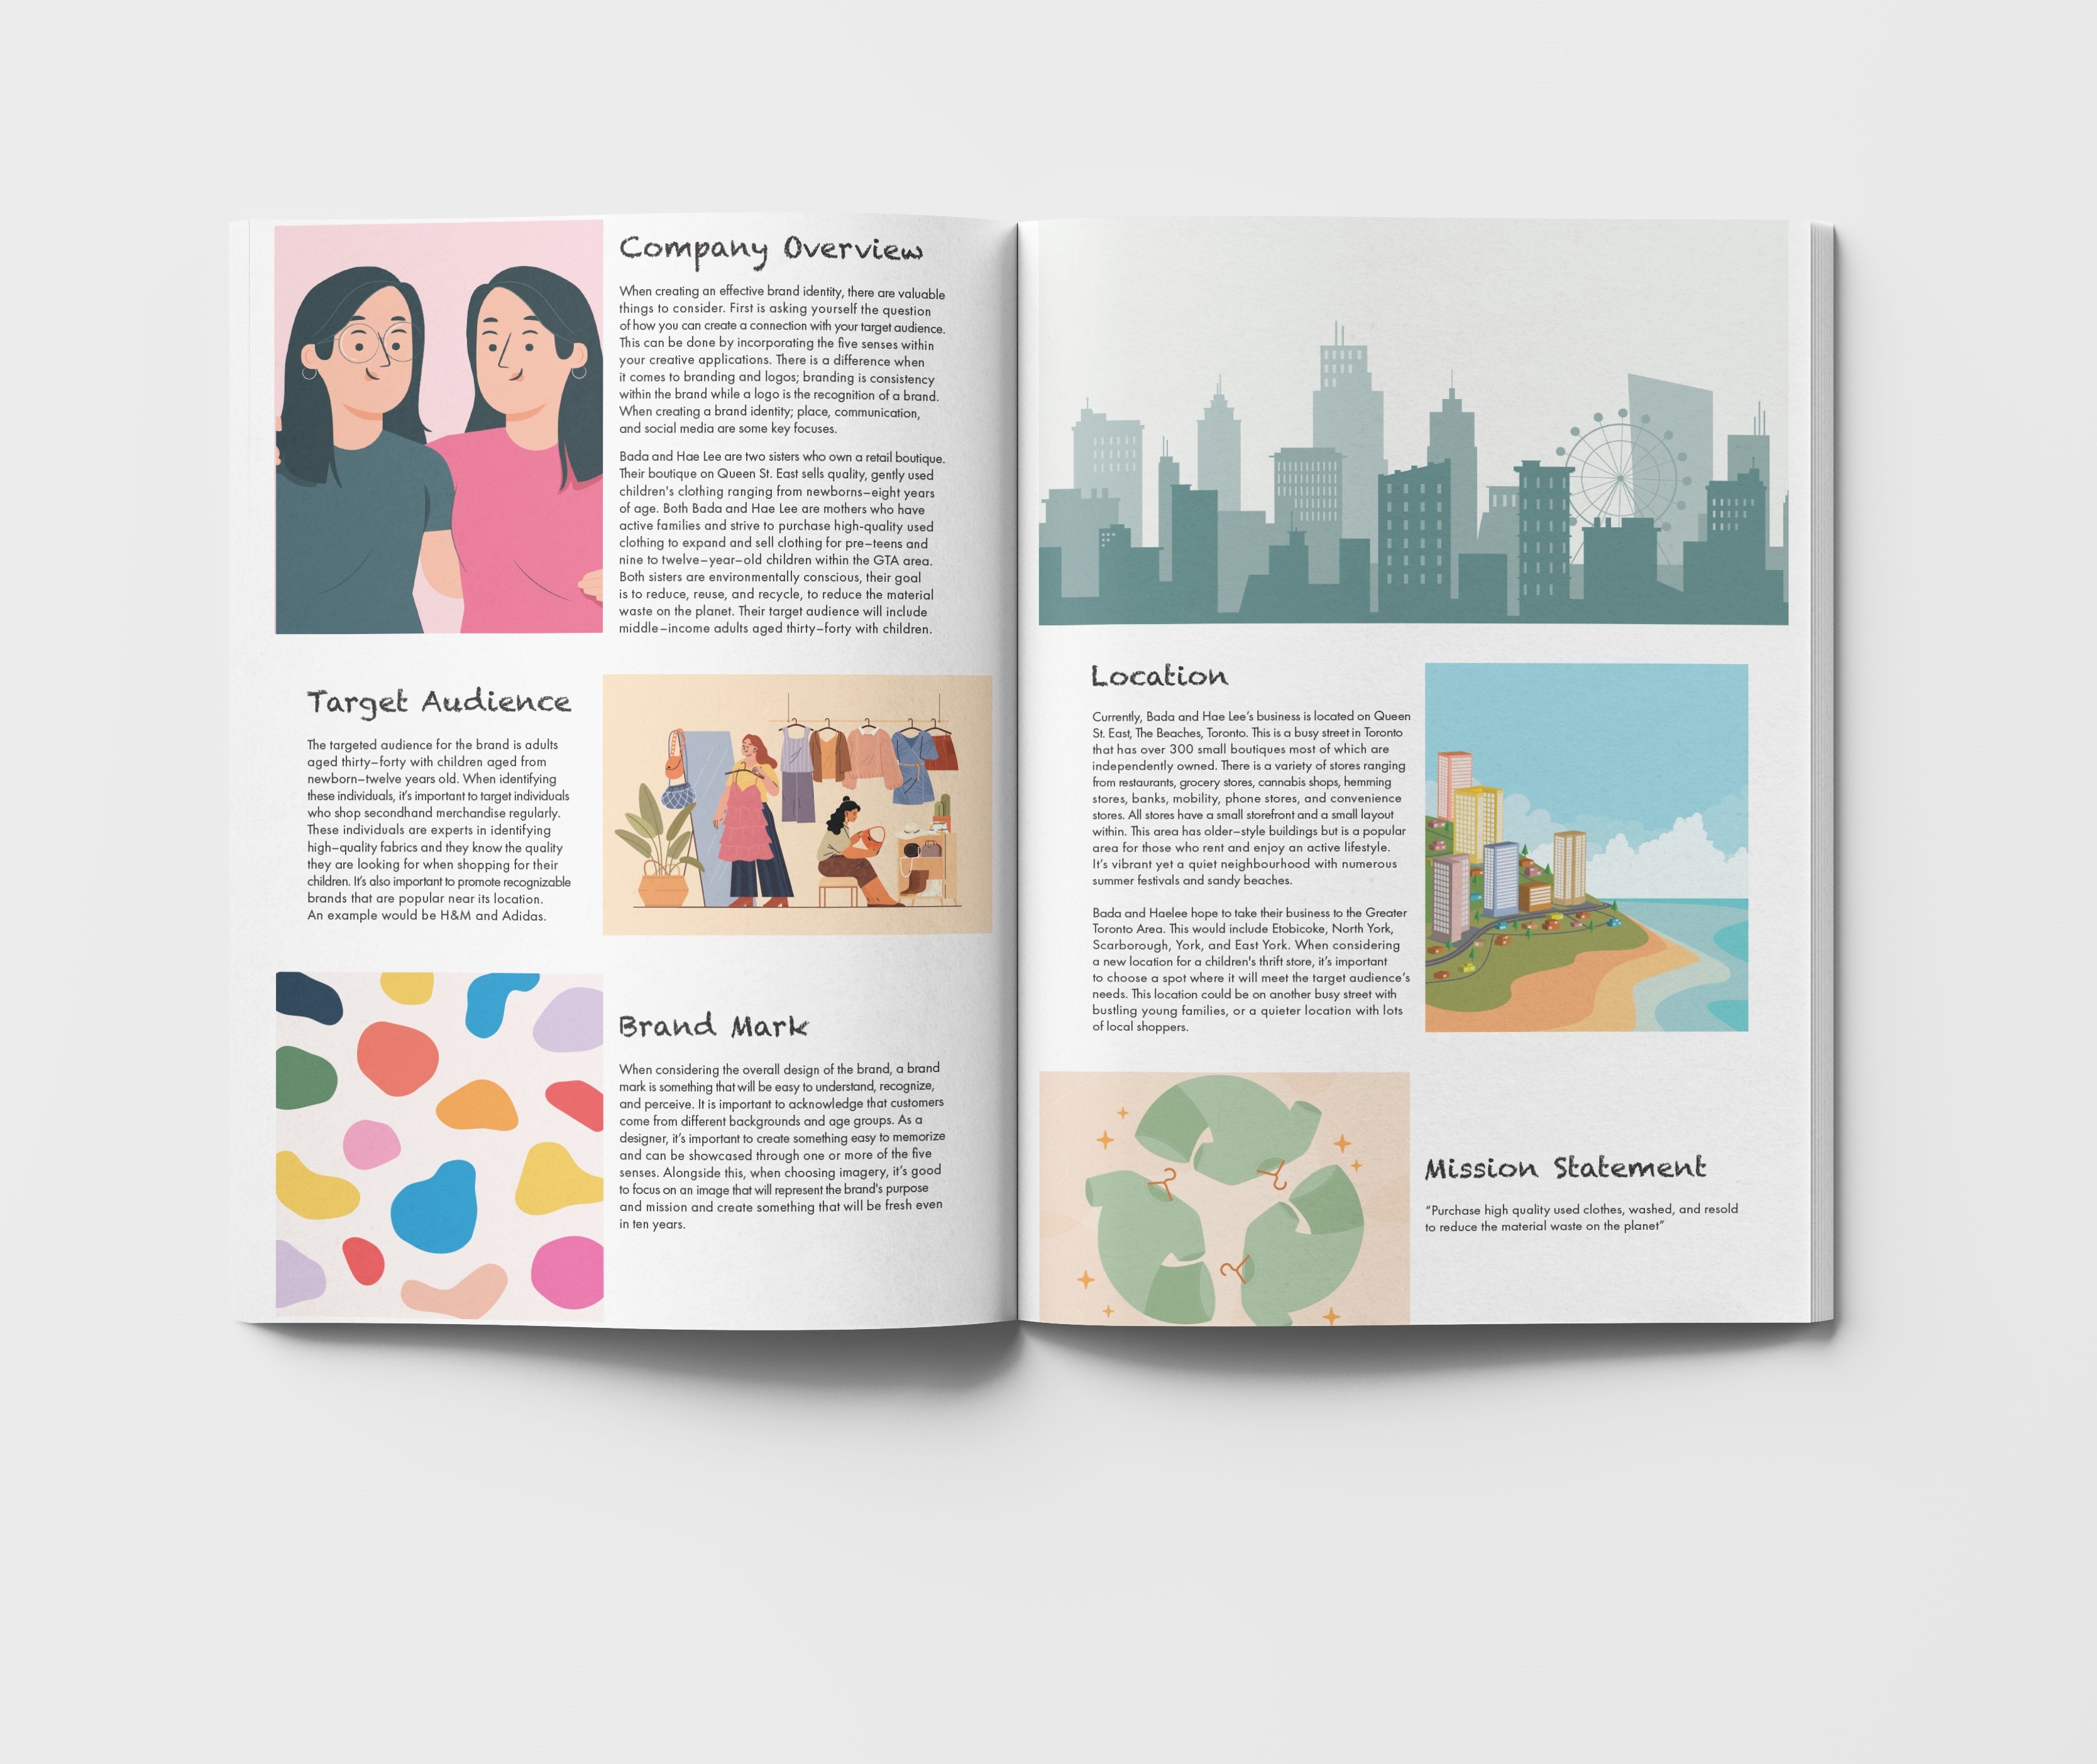 Company Overview
When creating an effective brand identity, there are valuable
things to consider. First is asking yourself the question
of how you can create a connection with your target audience.
This can be done by incorporating the five senses within
your creative applications. There is a difference when
it comes to branding and logos; branding is consistency
within the brand while a logo is the recognition of a brand.
When creating a brand identity; place, communication,
and social media are some key focuses.
Bada and Hae Lee are two sisters who own a retail boutique.
Their boutique on Queen St. East sells quality, gently used
children's clothing ranging from newborns–eight years
of age. Both Bada and Hae Lee are mothers who have
active families and strive to purchase high-quality used
clothing to expand and sell clothing for pre–teens and
nine to twelve–year–old children within the GTA area.
Both sisters are environmentally conscious, their goal
is to reduce, reuse, and recycle, to reduce the material
waste on the planet. Their target audience will include
middle–income adults aged thirty–forty with children.
Target Audience
The targeted audience for the brand is adults
aged thirty–forty with children aged from
newborn–twelve years old. When identifying
these individuals, it's important to target individuals
who shop secondhand merchandise regularly.
These individuals are experts in identifying
high–quality fabrics and they know the quality
they are looking for when shopping for their
children. It's also important to promote recognizable
brands that are popular near its location.
An example would be H&M and Adidas.
Brand Mark
When considering the overall design of the brand, a brand
mark is something that will be easy to understand, recognize,
and perceive. It is important to acknowledge that customers
come from different backgrounds and age groups. As a
designer, it's important to create something easy to memorize
and can be showcased through one or more of the five
senses. Alongside this, when choosing imagery, it's good
to focus on an image that will represent the brand's purpose
and mission and create something that will be fresh even
in ten years.
Location
Currently, Bada and Hae Lee's business is located on Queen
St. East, The Beaches, Toronto. This is a busy street in Toronto
that has over 300 small boutiques most of which are
independently owned. There is a variety of stores ranging
from restaurants, grocery stores, cannabis shops, hemming
stores, banks, mobility, phone stores, and convenience
stores. All stores have a small storefront and a small layout
within. This area has older–style buildings but is a popular
area for those who rent and enjoy an active lifestyle.
It's vibrant yet a quiet neighbourhood with numerous
summer festivals and sandy beaches.
Bada and Haelee hope to take their business to the Greater
Toronto Area. This would include Etobicoke, North York,
Scarborough, York, and East York. When considering
a new location for a children's thrift store, it's important
to choose a spot where it will meet the target audience's
needs. This location could be on another busy street with
bustling young families, or a quieter location with lots
of local shoppers.
Mission Statement
"Purchase high quality used clothes, washed, and resold
to reduce the material waste on the planet"